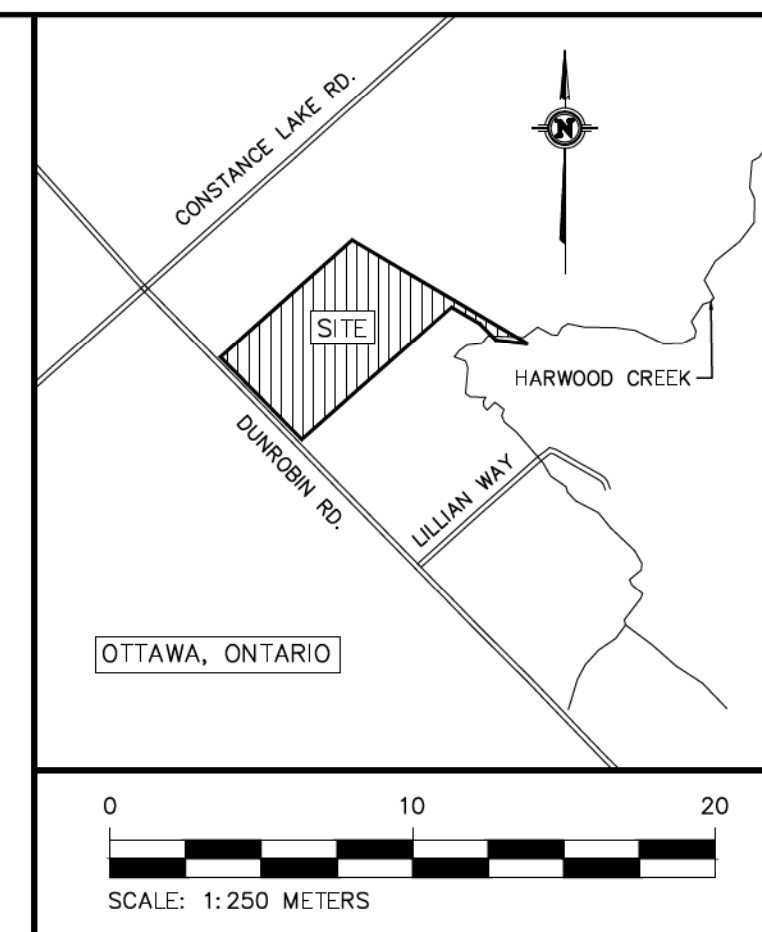 CONSTANCE LAKE RD.
N
SITE
HARWOOD CREEK
DUNROBIN RD.
LILLIAN WAY
OTTAWA, ONTARIO
0 10 20
SCALE: 1:250 METERS